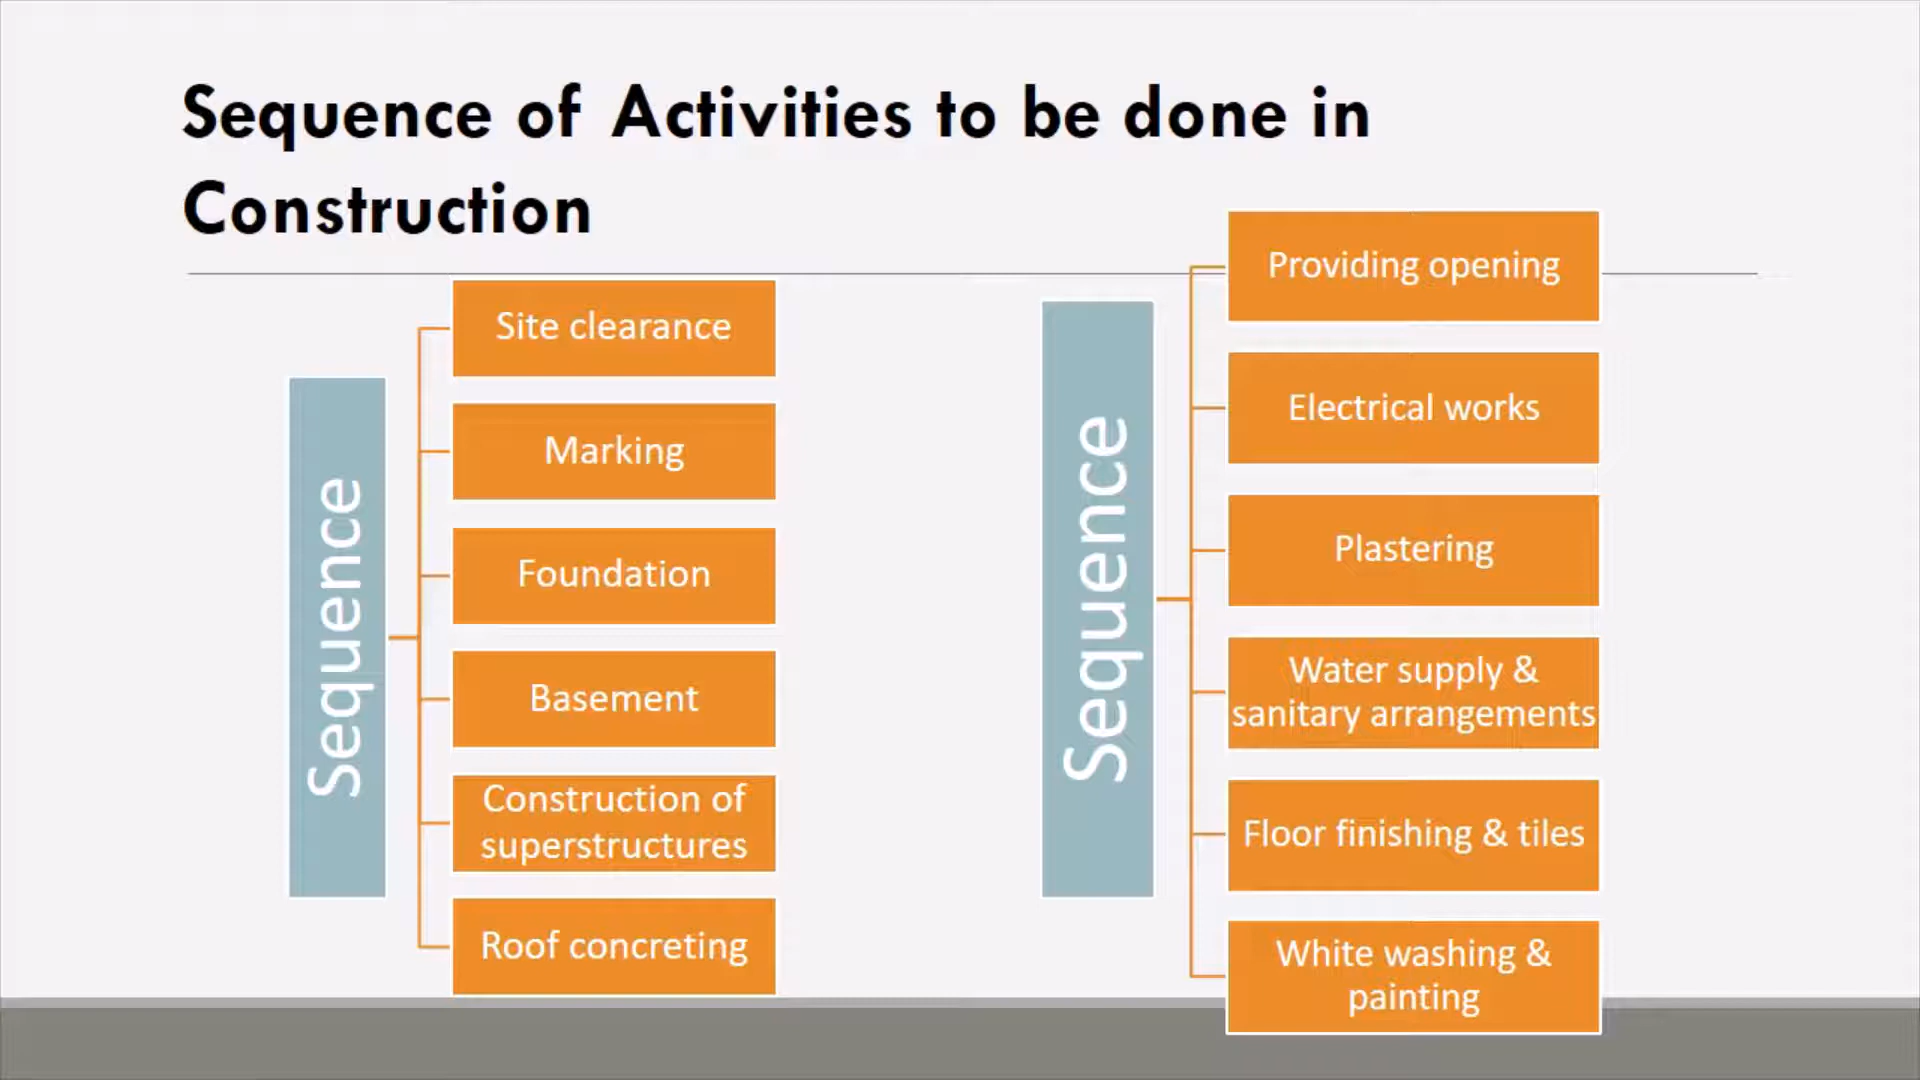 Sequence of Activities to be done in
Construction
Sequence
Site clearance
Marking
Foundation
Basement
Construction of
superstructures
Roof concreting
Sequence
Providing opening
Electrical works
Plastering
Water supply &
sanitary arrangements
Floor finishing & tiles
White washing &
painting